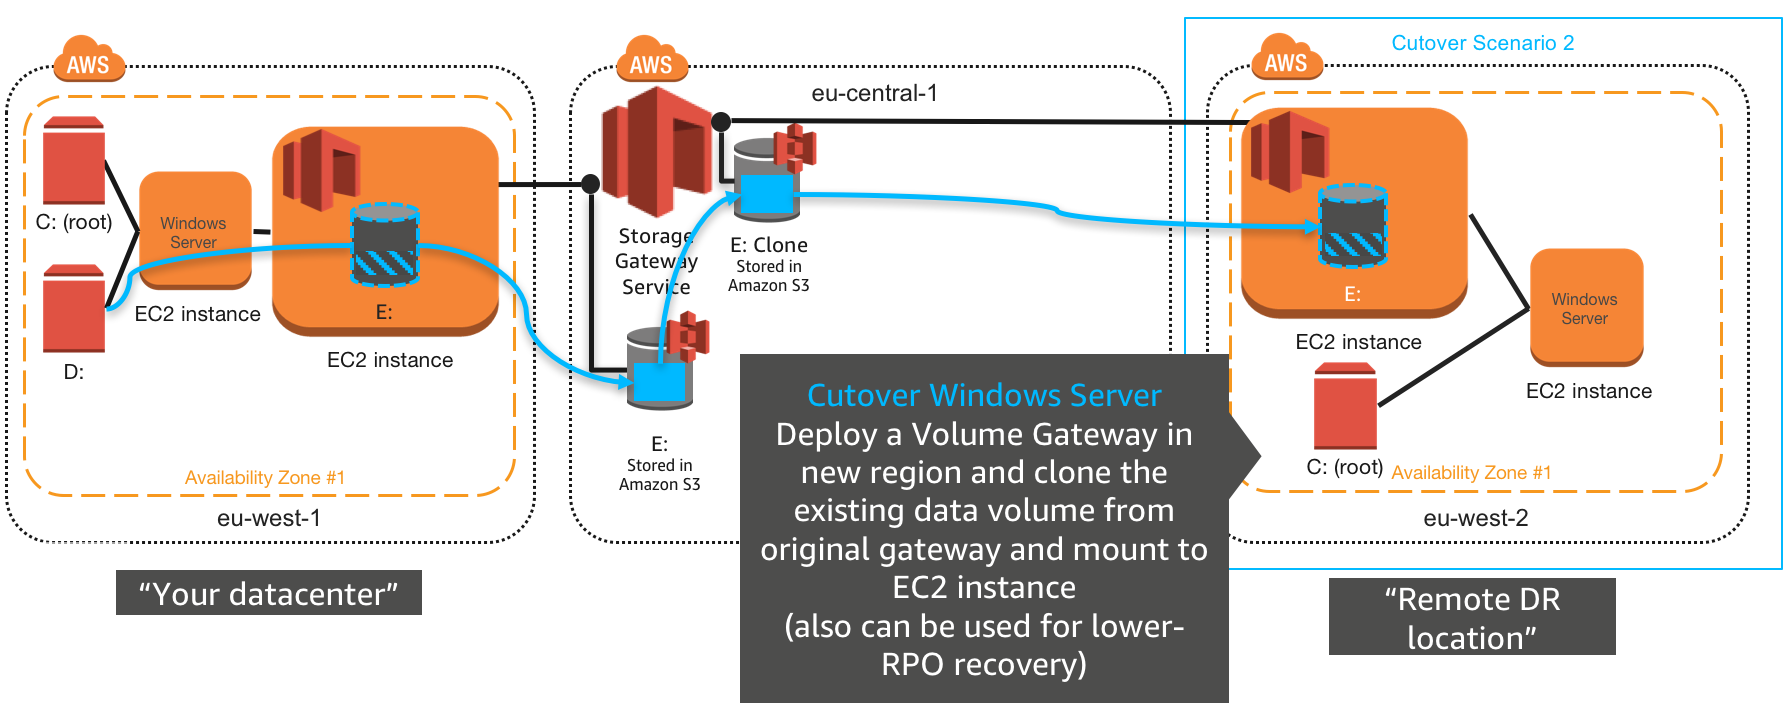 Cutover Scenario 2
AWS
C: (root)
D:
Windows
Server
EC2 instance
E:
EC2 instance
Availability Zone #1
eu-west-1
"Your datacenter"
AWS
eu-central-1
Storage
Gateway
Service
E: Clone
Stored in
Amazon S3
E:
Stored in
Amazon S3
Cutover Windows Server
Deploy a Volume Gateway in
new region and clone the
existing data volume from
original gateway and mount to
EC2 instance
(also can be used for lower-
RPO recovery)
AWS
E:
EC2 instance
Windows
Server
EC2 instance
C: (root)
Availability Zone #1
eu-west-2
“Remote DR
location”